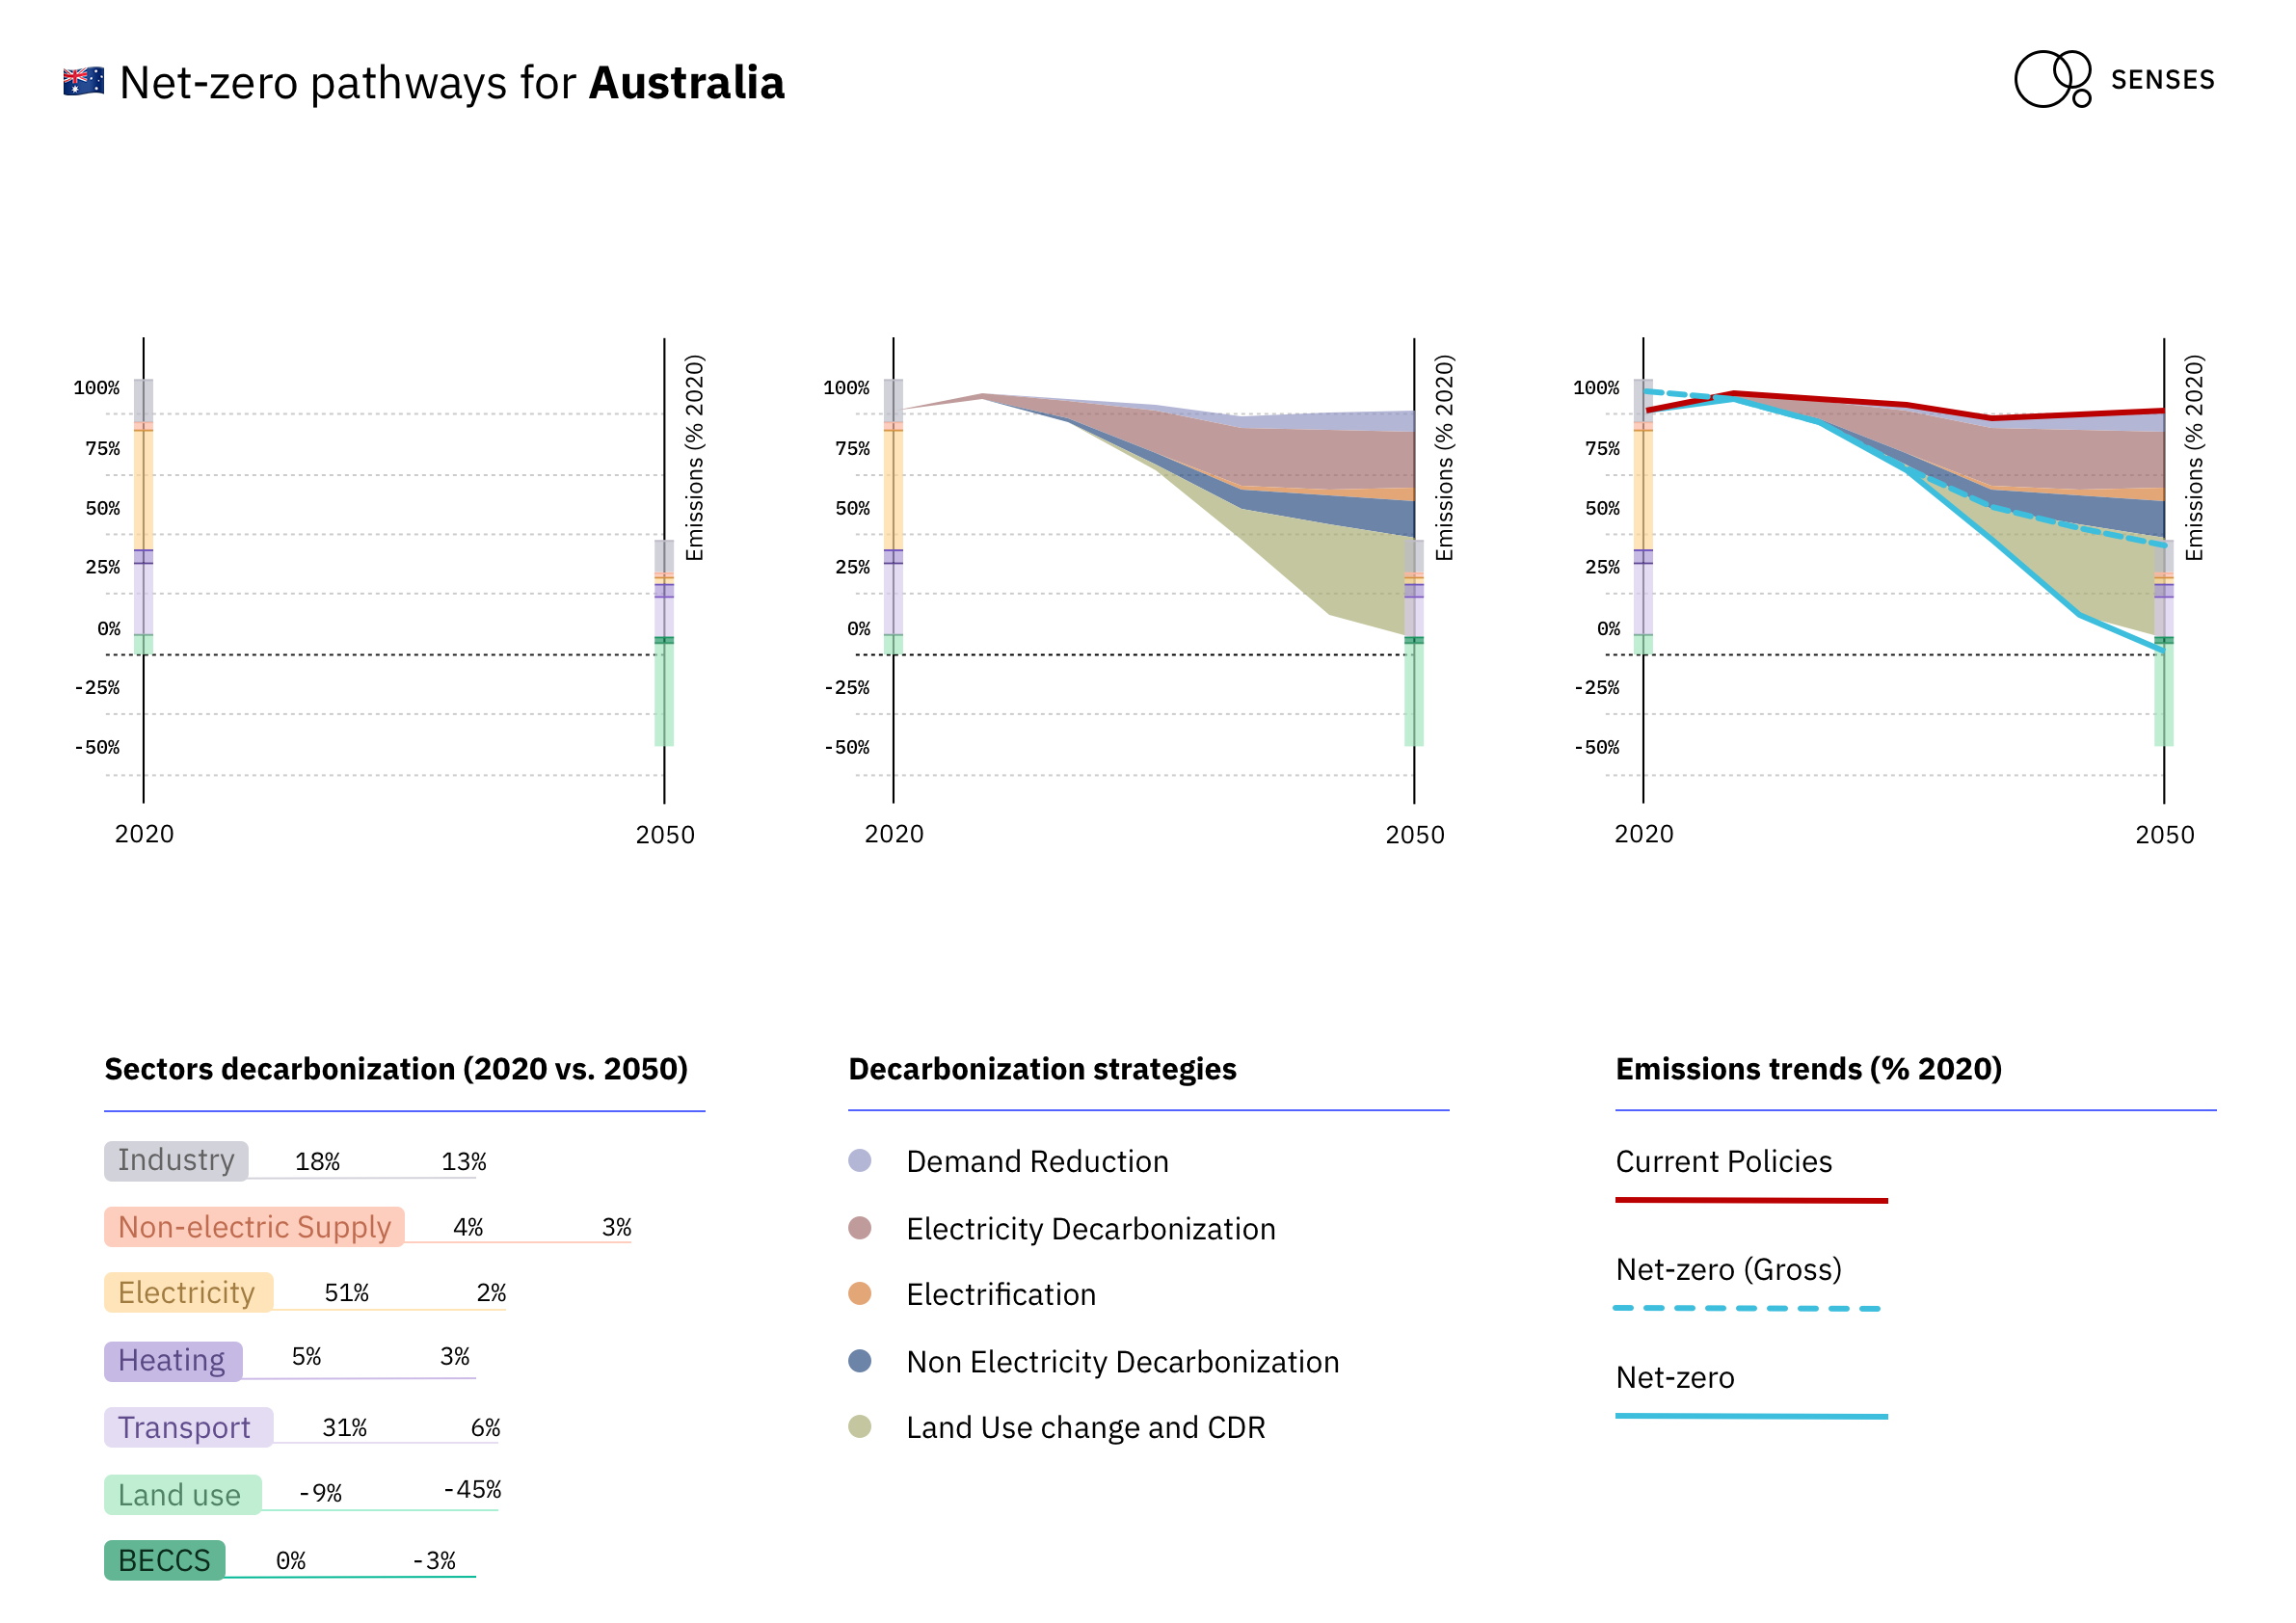 Net-zero pathways for Australia
SENSES
100%
75%
50%
25%
0%
-25%
-50%
Emissions (% 2020)
2020
2050
100%
75%
50%
25%
0%
-25%
-50%
Emissions (% 2020)
2020
2050
100%
75%
50%
25%
0%
-25%
-50%
Emissions (% 2020)
2020
2050
Sectors decarbonization (2020 vs. 2050)
Industry 18% 13%
Non-electric Supply 4% 3%
Electricity 51% 2%
Heating 5% 3%
Transport 31% 6%
Land use -9% -45%
BECCS 0% -3%
Decarbonization strategies
Demand Reduction
Electricity Decarbonization
Electrification
Non Electricity Decarbonization
Land Use change and CDR
Emissions trends (% 2020)
Current Policies
Net-zero (Gross)
Net-zero